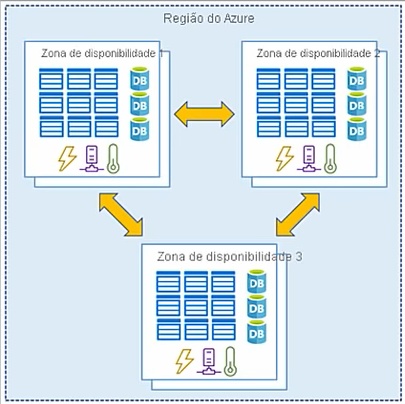 Região do Azure
Zona de disponibilidade 1
Zona de disponibilidade 2
DB
DB
DB
DB
DB
DB
Zona de disponibilidade 3
DB
DB
DB